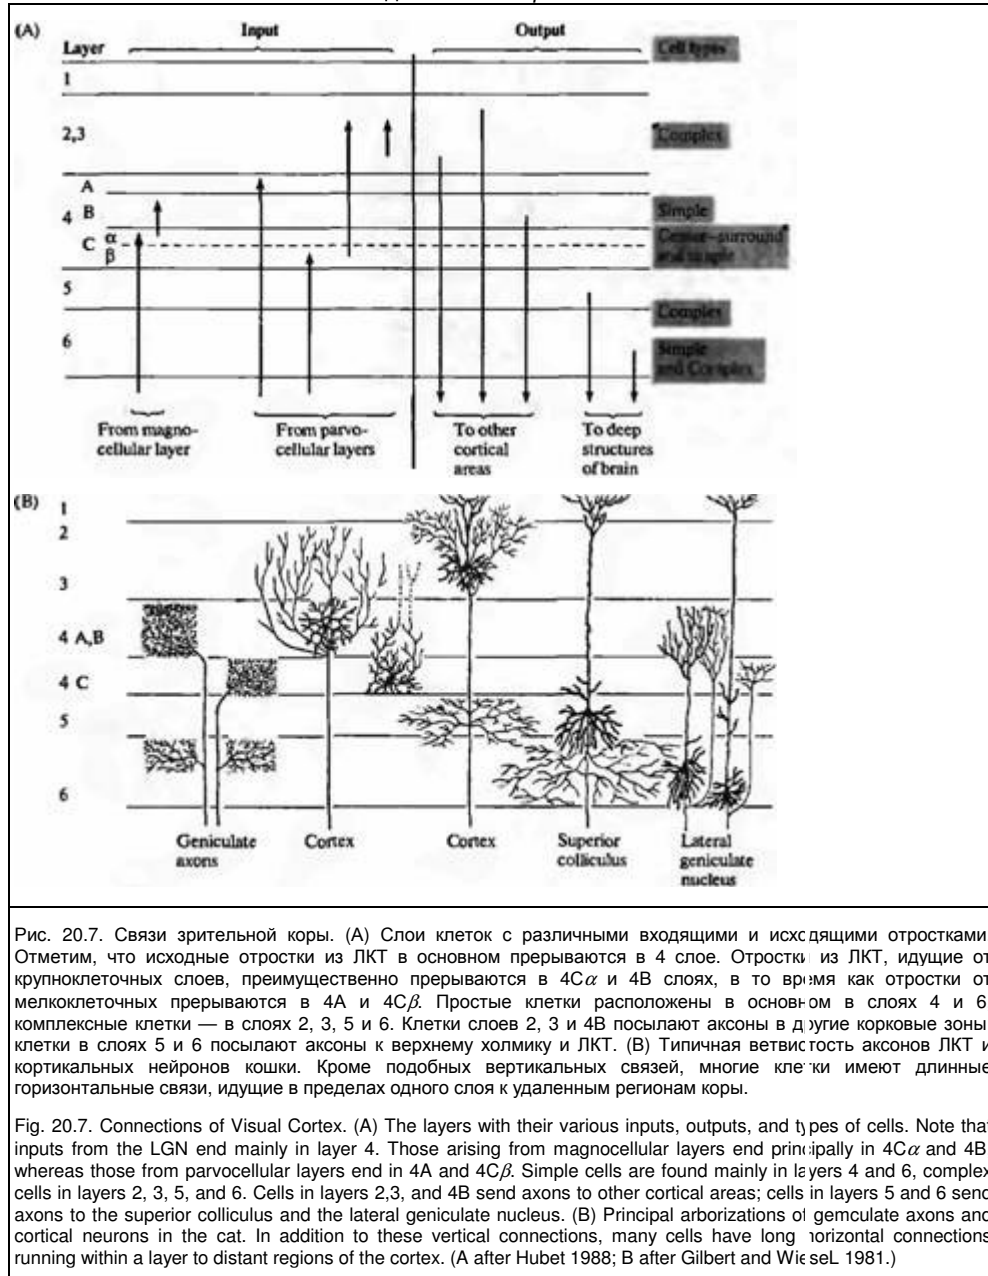 (A)
Input
Output
Layer
Cell types
1
2,3
Complex
A
4 B
Simple
C α
β
Center–surround
and simple
5
Complex
6
Simple
and Complex
From magno-
cellular layer
From parvo-
cellular layers
To other
cortical
areas
To deep
structures
of brain
(B)
1
2
3
4 A,B
4 C
5
6
Geniculate
axons
Cortex
Cortex
Superior
colliculus
Lateral
geniculate
nucleus
Рис. 20.7. Связи зрительной коры. (А) Слои клеток с различными входящими и исходящими отростками
Отметим, что исходные отростки из ЛКТ в основном прерываются в 4 слое. Отростки из ЛКТ, идущие от
крупноклеточных слоев, преимущественно прерываются в 4Cα и 4В слоях, в то время как отростки от
мелкоклеточных прерываются в 4А и 4Cβ. Простые клетки расположены в основном в слоях 4 и 6
комплексные клетки — в слоях 2, 3, 5 и 6. Клетки слоев 2, 3 и 4В посылают аксоны в другие корковые зоны
клетки в слоях 5 и 6 посылают аксоны к верхнему холмику и ЛКТ. (В) Типичная ветвистость аксонов ЛКТ и
кортикальных нейронов кошки. Кроме подобных вертикальных связей, многие клетки имеют длинные
горизонтальные связи, идущие в пределах одного слоя к удаленным регионам коры.
Fig. 20.7. Connections of Visual Cortex. (A) The layers with their various inputs, outputs, and types of cells. Note that
inputs from the LGN end mainly in layer 4. Those arising from magnocellular layers end principally in 4Cα and 4B
whereas those from parvocellular layers end in 4A and 4Cβ. Simple cells are found mainly in layers 4 and 6, complex
cells in layers 2, 3, 5, and 6. Cells in layers 2,3, and 4B send axons to other cortical areas; cells in layers 5 and 6 send
axons to the superior colliculus and the lateral geniculate nucleus. (B) Principal arborizations of gemculate axons and
cortical neurons in the cat. In addition to these vertical connections, many cells have long horizontal connections
running within a layer to distant regions of the cortex. (A after Hubet 1988; B after Gilbert and WieseL 1981.)